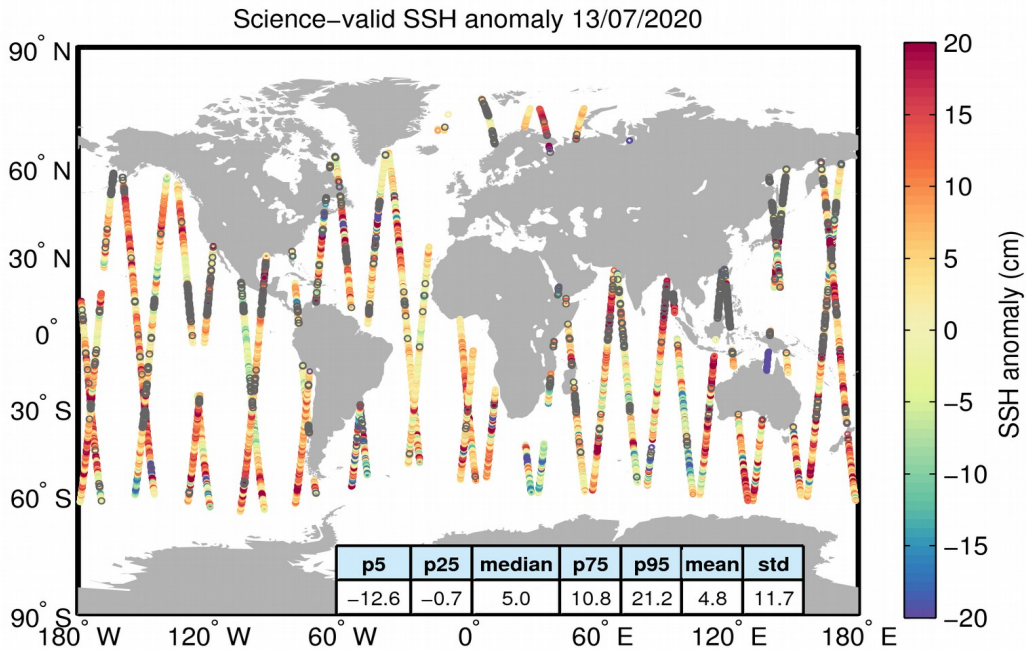 Science−valid SSH anomaly 13/07/2020
90° N
60° N
30° N
0°
30° S
60° S
90° S
180° W
120° W
60° W
0°
60° E
120° E
180° E
p5 p25 median p75 p95 mean std
−12.6 −0.7 5.0 10.8 21.2 4.8 11.7
20
15
10
5
0
−5
−10
−15
−20
SSH anomaly (cm)